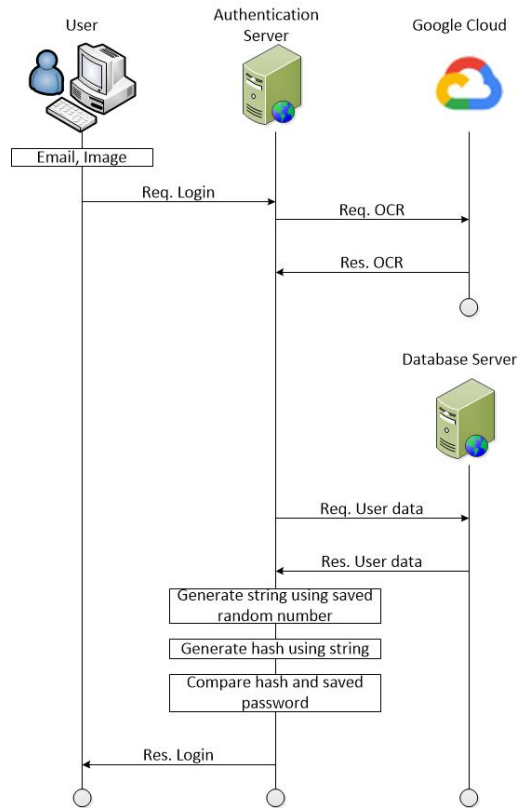 User
Authentication
Server
Google Cloud
Email, Image
Req. Login
Req. OCR
Res. OCR
Database Server
Req. User data
Res. User data
Generate string using saved
random number
Generate hash using string
Compare hash and saved
password
Res. Login